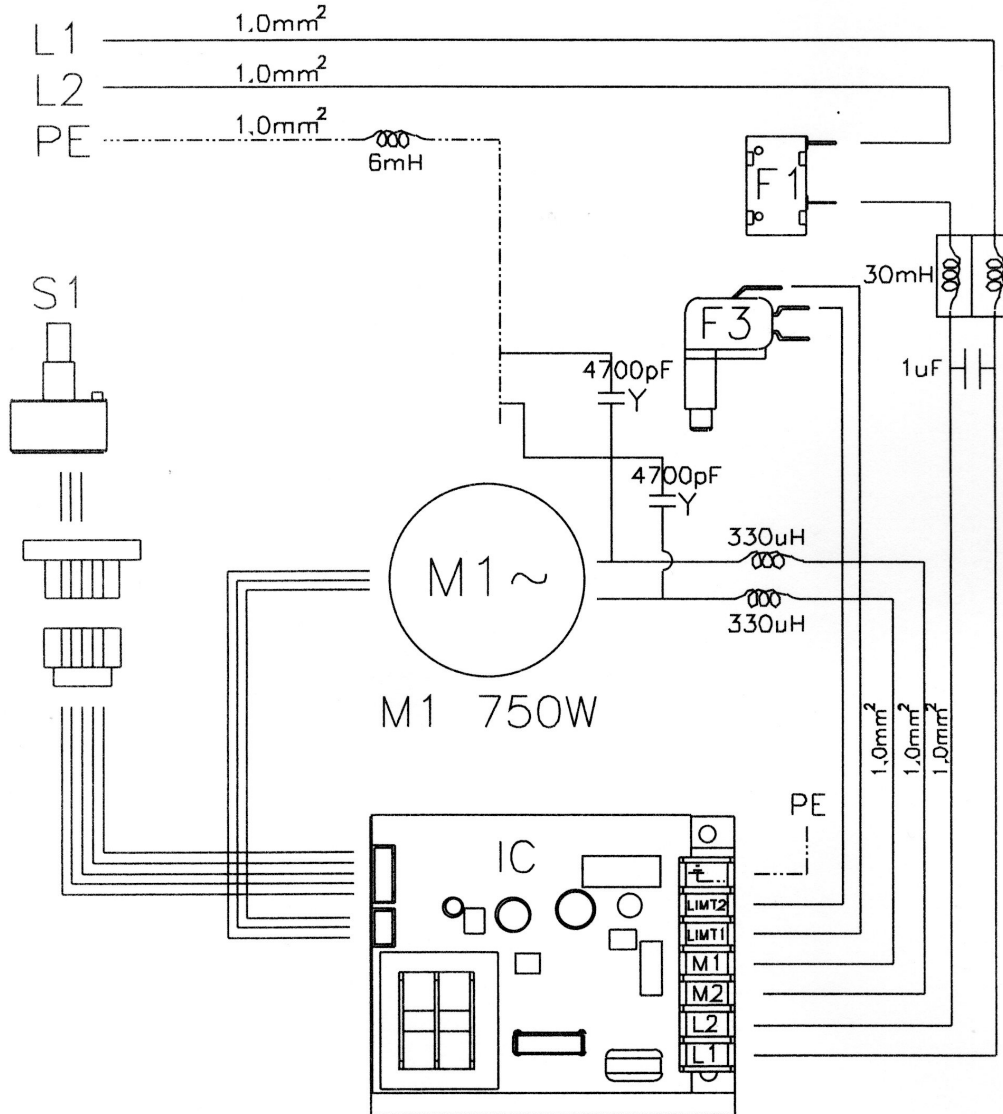 L1 1.0mm²
L2 1.0mm²
PE 1.0mm²
6mH
F1
30mH
S1
F3
4700pF
Y
1uF
4700pF
Y
330uH
M1~
330uH
M1 750W
1.0mm²
1.0mm²
1.0mm²
PE
IC
LIMT2
LIMT1
M1
M2
L2
L1